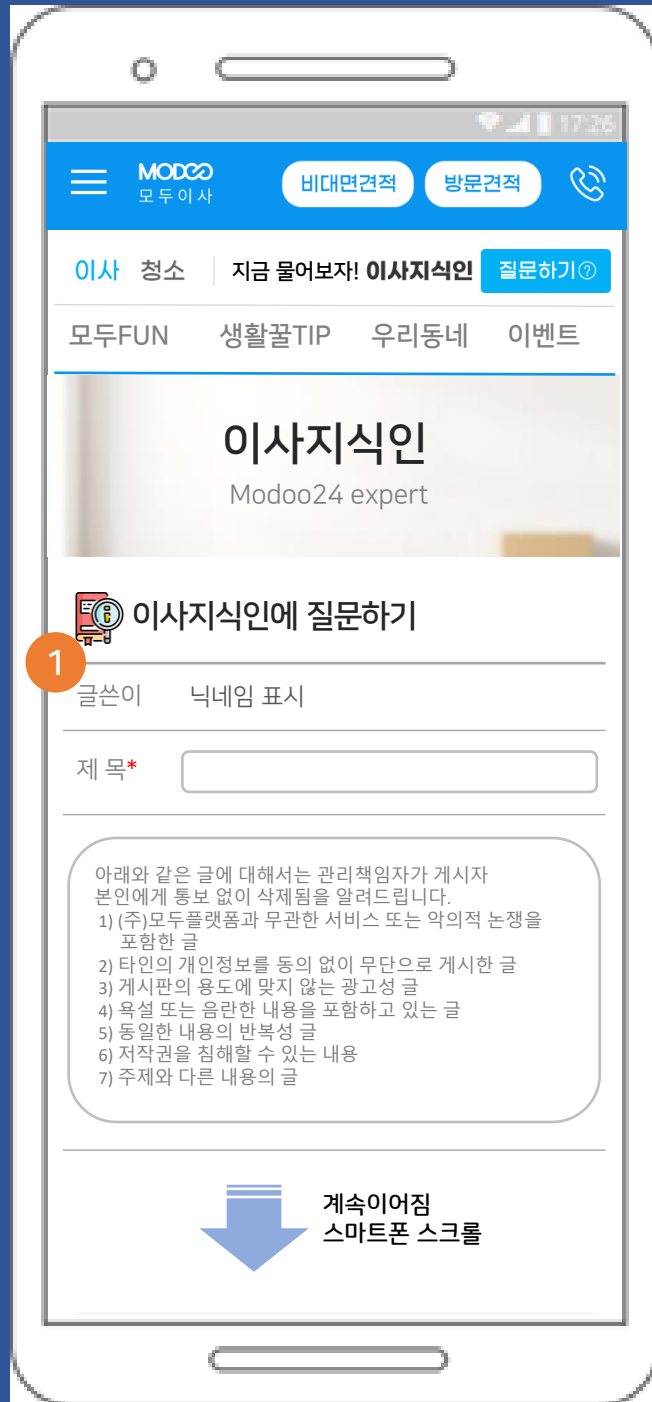 17:26
MODOO
모두이사
비대면견적 방문견적
이사 청소 지금 물어보자! 이사지식인 질문하기?
모두FUN 생활꿀TIP 우리동네 이벤트
이사지식인
Modoo24 expert
이사지식인에 질문하기
1
글쓴이 닉네임 표시
제 목*
아래와 같은 글에 대해서는 관리책임자가 게시자
본인에게 통보 없이 삭제됨을 알려드립니다.
1) (주)모두플랫폼과 무관한 서비스 또는 악의적 논쟁을
포함한 글
2) 타인의 개인정보를 동의 없이 무단으로 게시한 글
3) 게시판의 용도에 맞지 않는 광고성 글
4) 욕설 또는 음란한 내용을 포함하고 있는 글
5) 동일한 내용의 반복성 글
6) 저작권을 침해할 수 있는 내용
7) 주제와 다른 내용의 글
계속이어짐
스마트폰 스크롤